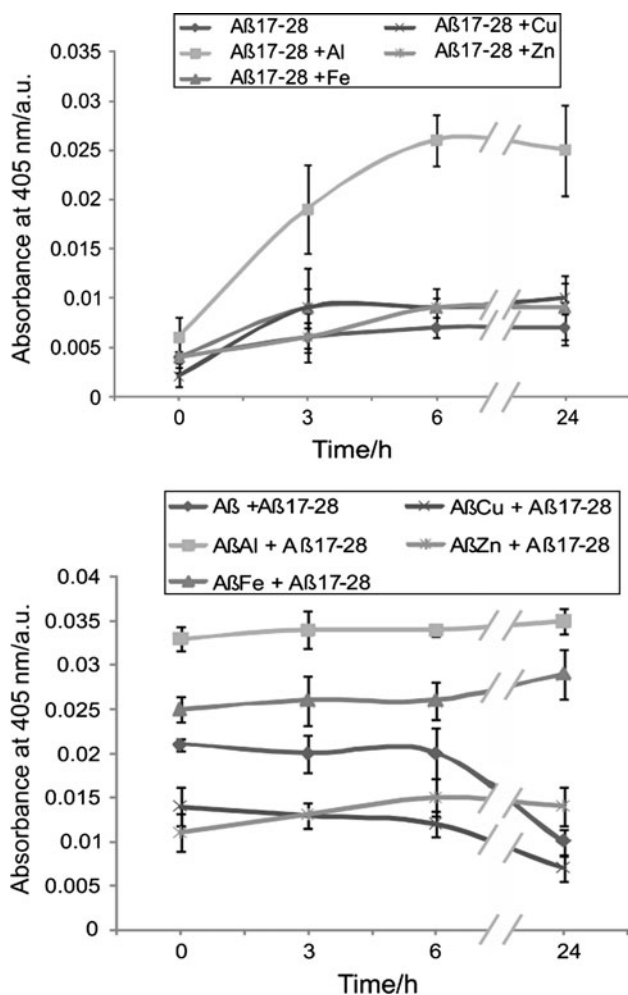 Aß17-28
Aß17-28 +Cu
Aß17-28 +Al
Aß17-28 +Zn
Aß17-28 +Fe
Absorbance at 405 nm/a.u.
0.035
0.03
0.025
0.02
0.015
0.010
0.005
0
0 3 6 24
Time/h
Aß +Aß17-28
AßCu + Aß17-28
AßAl + Aß17-28
AßZn + Aß17-28
AßFe + Aß17-28
Absorbance at 405 nm/a.u.
0.04
0.035
0.03
0.025
0.02
0.015
0.01
0.005
0
0 3 6 24
Time/h